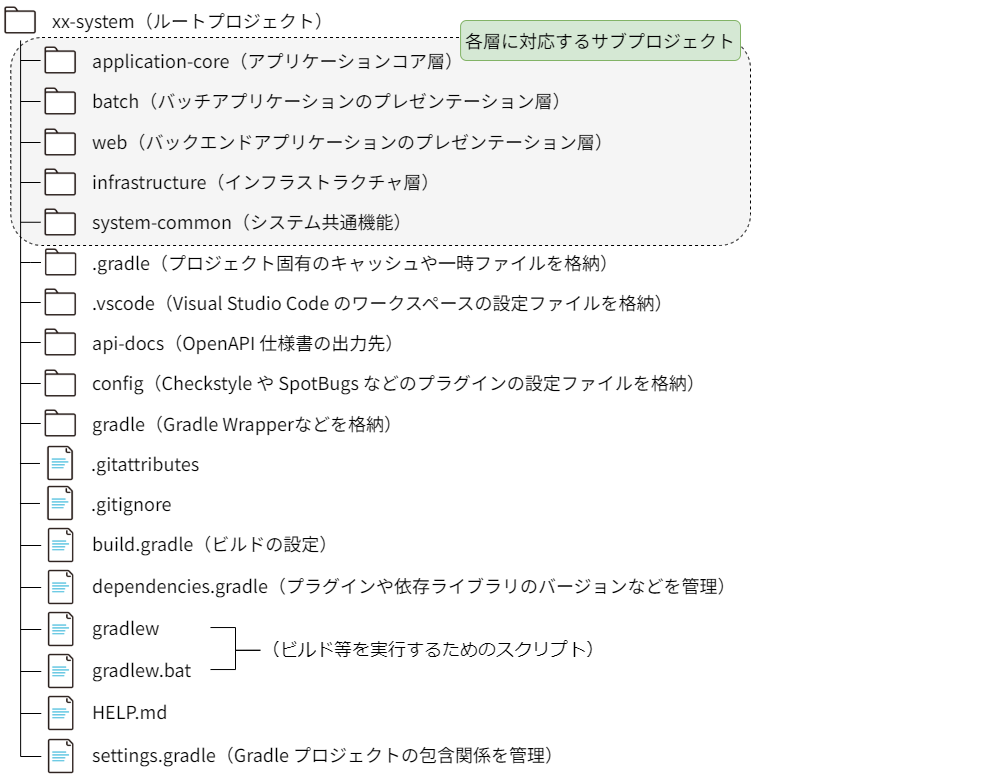 xx-system（ルートプロジェクト）
各層に対応するサブプロジェクト
application-core（アプリケーションコア層）
batch（バッチアプリケーションのプレゼンテーション層）
web（バックエンドアプリケーションのプレゼンテーション層）
infrastructure（インフラストラクチャ層）
system-common（システム共通機能）
.gradle（プロジェクト固有のキャッシュや一時ファイルを格納）
.vscode（Visual Studio Code のワークスペースの設定ファイルを格納）
api-docs（OpenAPI 仕様書の出力先）
config（Checkstyle や SpotBugs などのプラグインの設定ファイルを格納）
gradle（Gradle Wrapperなどを格納）
.gitattributes
.gitignore
build.gradle（ビルドの設定）
dependencies.gradle（プラグインや依存ライブラリのバージョンなどを管理）
gradlew
（ビルド等を実行するためのスクリプト）
gradlew.bat
HELP.md
settings.gradle（Gradle プロジェクトの包含関係を管理）